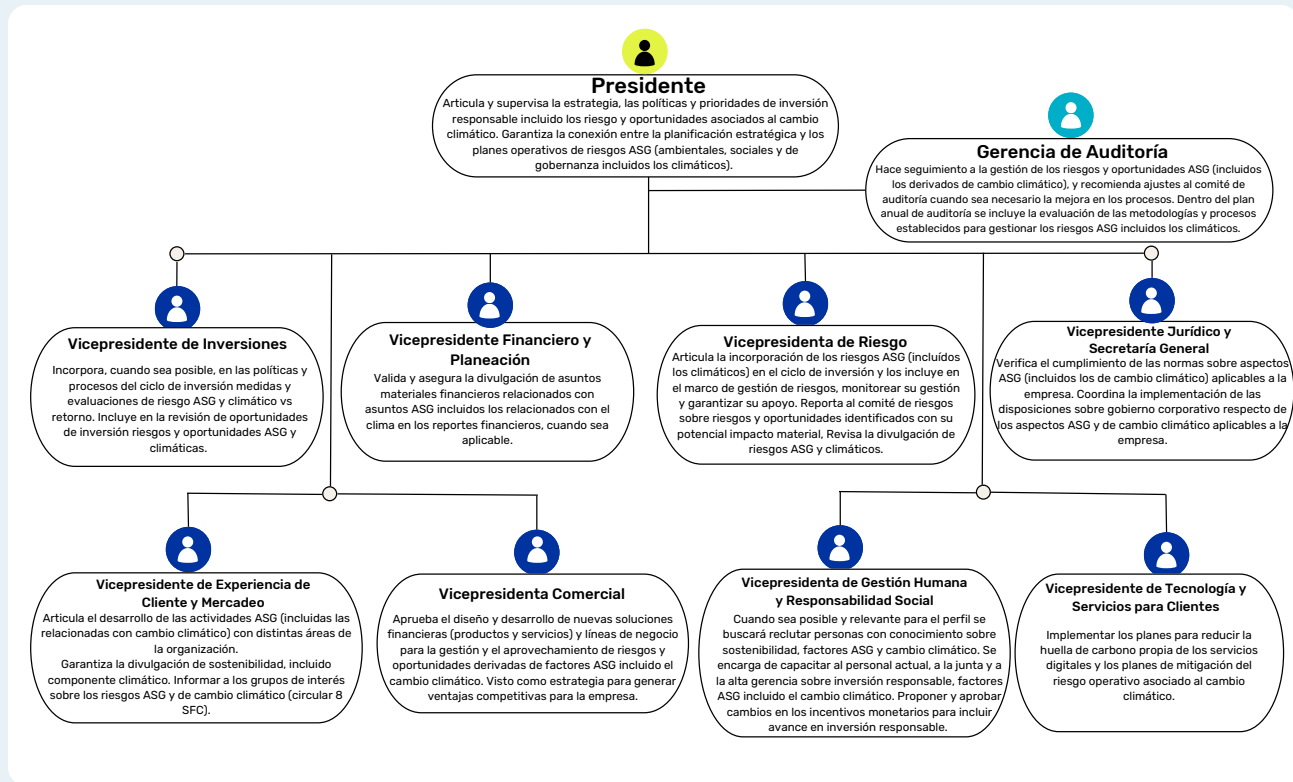 Presidente
Articula y supervisa la estrategia, las políticas y prioridades de inversión
responsable incluido los riesgo y oportunidades asociados al cambio
climático. Garantiza la conexión entre la planificación estratégica y los
planes operativos de riesgos ASG (ambientales, sociales y de
gobernanza incluidos los climáticos).
Gerencia de Auditoría
Hace seguimiento a la gestión de los riesgos y oportunidades ASG (incluidos
los derivados de cambio climático), y recomienda ajustes al comité de
auditoría cuando sea necesario la mejora en los procesos. Dentro del plan
anual de auditoría se incluye la evaluación de las metodologías y procesos
establecidos para gestionar los riesgos ASG incluidos los climáticos.
Vicepresidente de Inversiones
Incorpora, cuando sea posible, en las políticas y
procesos del ciclo de inversión medidas y
evaluaciones de riesgo ASG y climático vs
retorno. Incluye en la revisión de oportunidades
de inversión riesgos y oportunidades ASG y
climáticas.
Vicepresidente Financiero y
Planeación
Valida y asegura la divulgación de asuntos
materiales financieros relacionados con
asuntos ASG incluidos los relacionados con el
clima en los reportes financieros, cuando sea
aplicable.
Vicepresidenta de Riesgo
Articula la incorporación de los riesgos ASG (incluídos
los climáticos) en el ciclo de inversión y los incluye en
el marco de gestión de riesgos, monitorear su gestión
y garantizar su apoyo. Reporta al comité de riesgos
sobre riesgos y oportunidades identificados con su
potencial impacto material, Revisa la divulgación de
riesgos ASG y climáticos.
Vicepresidente Jurídico y
Secretaría General
Verifica el cumplimiento de las normas sobre aspectos
ASG (incluidos los de cambio climático) aplicables a la
empresa. Coordina la implementación de las
disposiciones sobre gobierno corporativo respecto de
los aspectos ASG y de cambio climático aplicables a la
empresa.
Vicepresidente de Experiencia de
Cliente y Mercadeo
Articula el desarrollo de las actividades ASG (incluidas las
relacionadas con cambio climático) con distintas áreas de
la organización.
Garantiza la divulgación de sostenibilidad, incluido
componente climático. Informar a los grupos de interés
sobre los riesgos ASG y de cambio climático (circular 8
SFC).
Vicepresidenta Comercial
Aprueba el diseño y desarrollo de nuevas soluciones
financieras (productos y servicios) y líneas de negocio
para la gestión y el aprovechamiento de riesgos y
oportunidades derivadas de factores ASG incluido el
cambio climático. Visto como estrategia para generar
ventajas competitivas para la empresa.
Vicepresidenta de Gestión Humana
y Responsabilidad Social
Cuando sea posible y relevante para el perfil se
buscará reclutar personas con conocimiento sobre
sostenibilidad, factores ASG y cambio climático. Se
encarga de capacitar al personal actual, a la junta y a
la alta gerencia sobre inversión responsable, factores
ASG incluido el cambio climático. Proponer y aprobar
cambios en los incentivos monetarios para incluir
avance en inversión responsable.
Vicepresidente de Tecnología y
Servicios para Clientes
Implementar los planes para reducir la
huella de carbono propia de los servicios
digitales y los planes de mitigación del
riesgo operativo asociado al cambio
climático.